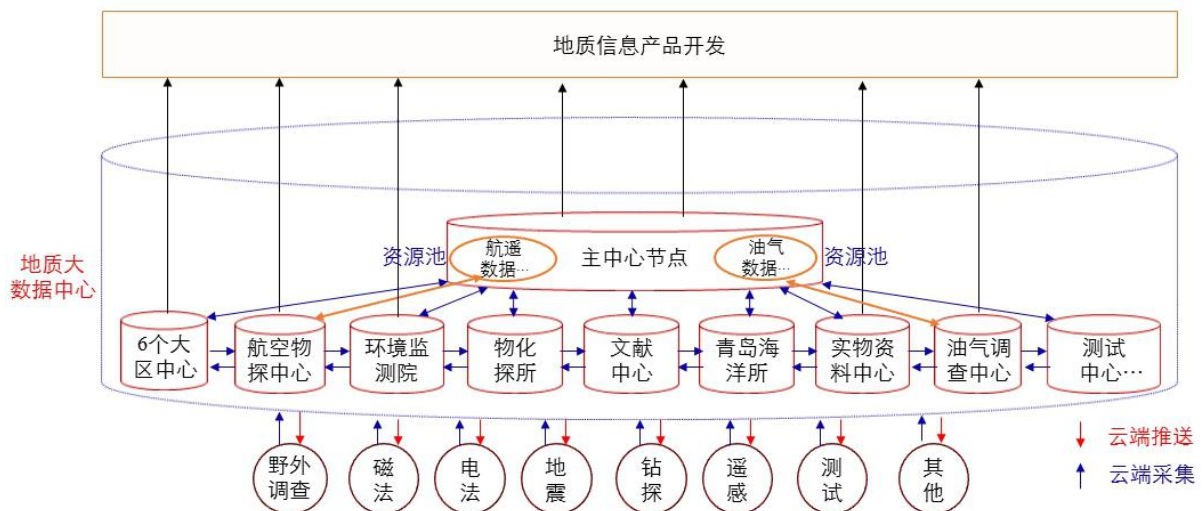 地质信息产品开发
资源池
航遥
数据…
主中心节点
油气
数据…
资源池
地质大
数据中心
6个大
区中心
航空物
探中心
环境监
测院
物化
探所
文献
中心
青岛海
洋所
实物资
料中心
油气调
查中心
测试
中心…
野外
调查
磁
法
电
法
地
震
钻
探
遥
感
测
试
其
他
云端推送
云端采集